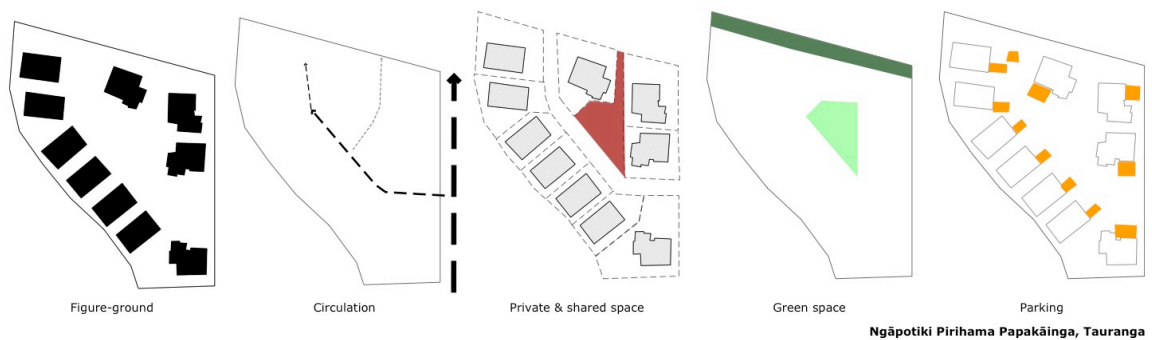 Figure-ground
Circulation
Private & shared space
Green space
Parking
Ngāpotiki Pirihama Papakāinga, Tauranga